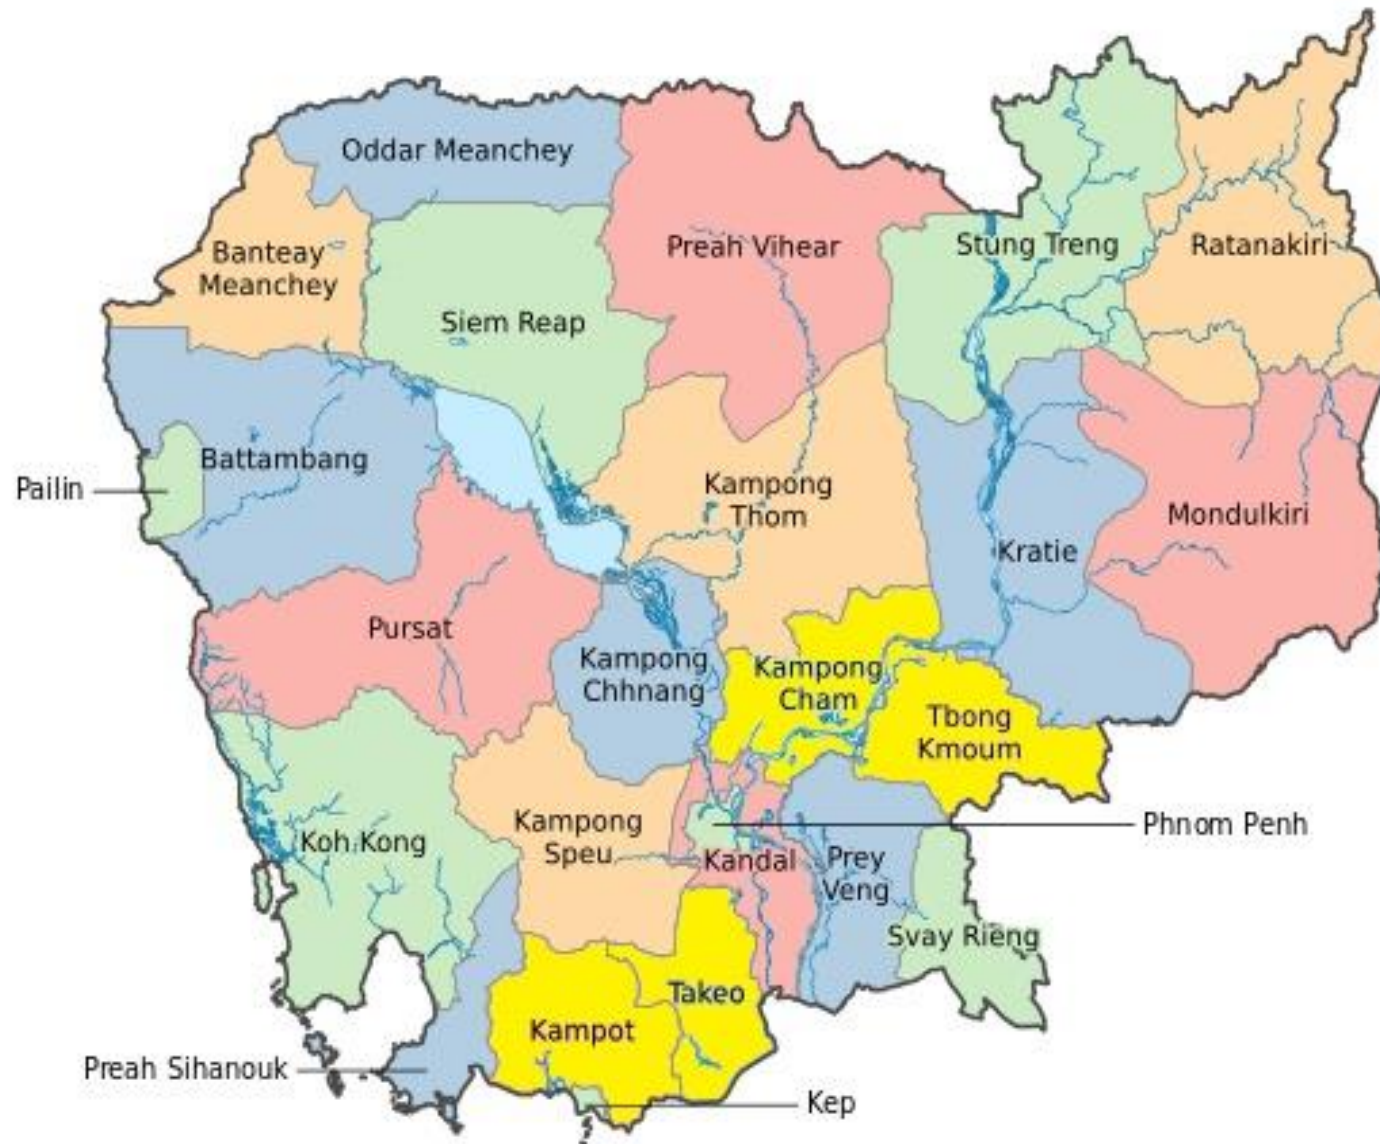 Oddar Meanchey
Banteay
Meanchey
Preah Vihear
Stung Treng
Ratanakiri
Siem Reap
Battambang
Pailin
Kampong
Thom
Mondulkiri
Kratie
Pursat
Kampong
Chhnang
Kampong
Cham
Tbong
Kmoum
Koh Kong
Kampong
Speu
Phnom Penh
Kandal
Prey
Veng
Svay Rieng
Takeo
Kampot
Preah Sihanouk
Kep